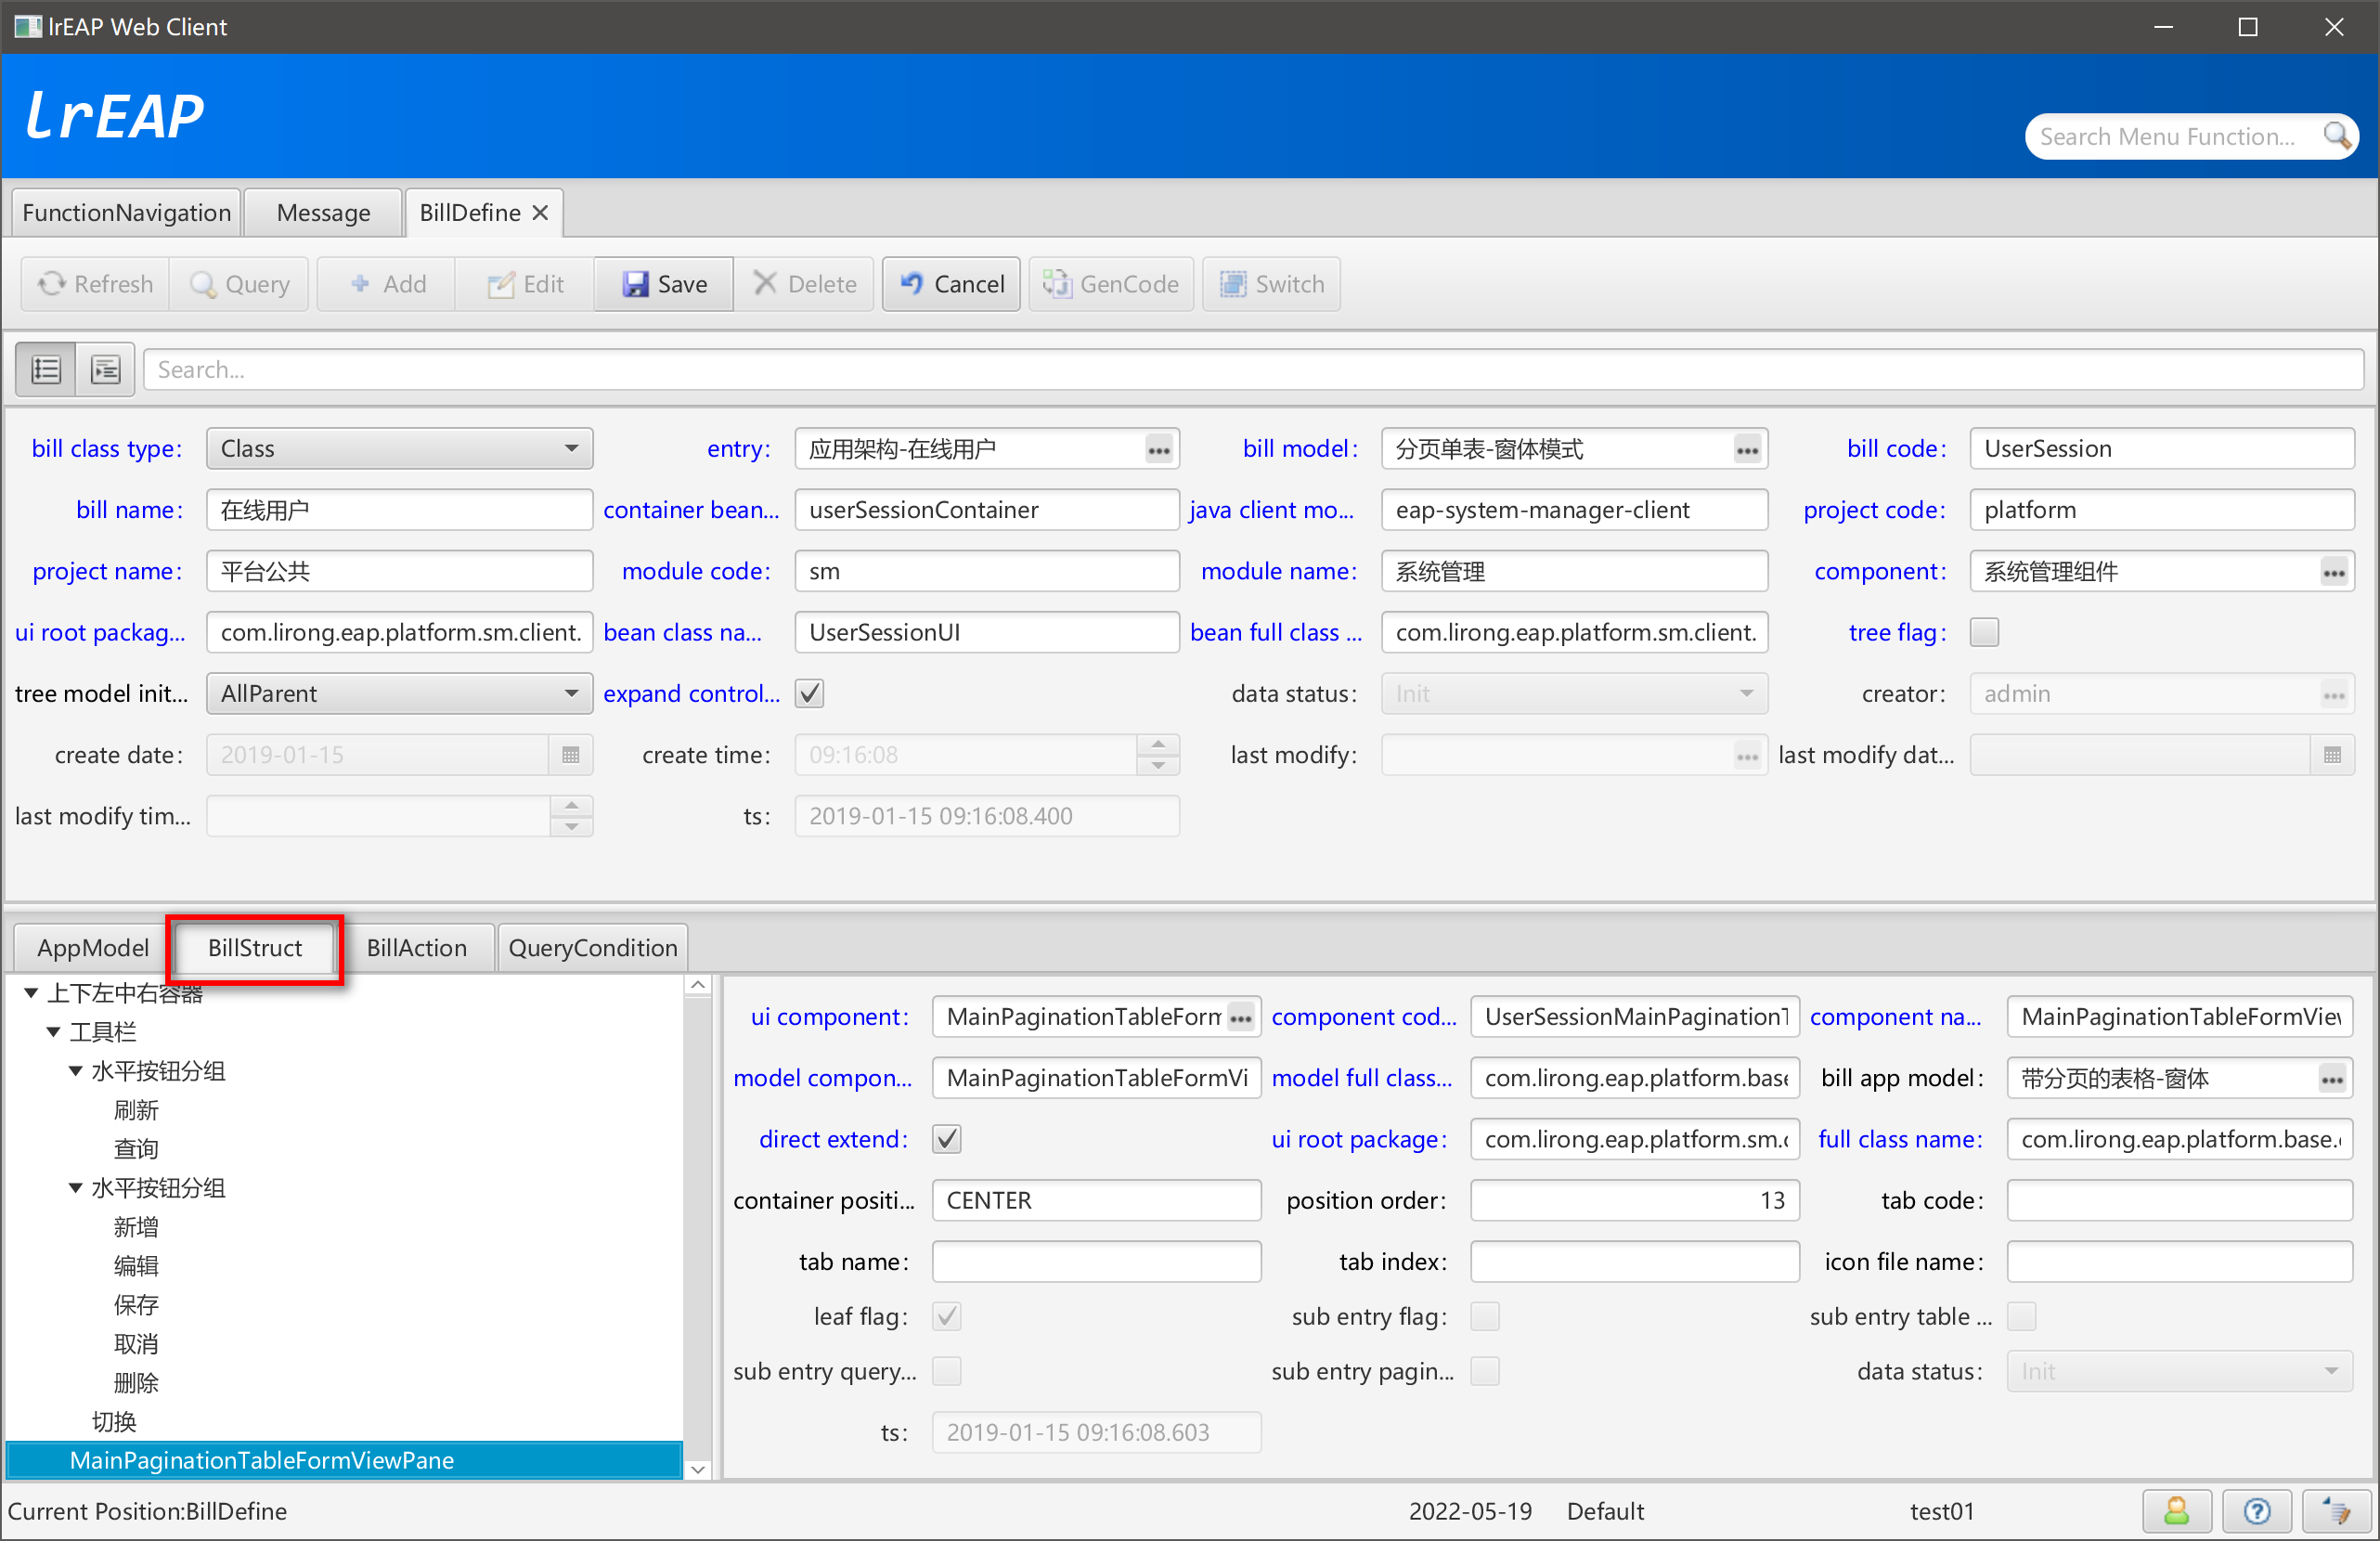 lrEAP Web Client
lrEAP
Search Menu Function...
FunctionNavigation Message BillDefine
Refresh Query Add Edit Save Delete Cancel GenCode Switch
Search...
bill class type: Class entry: 应用架构-在线用户 bill model: 分页单表-窗体模式 bill code: UserSession
bill name: 在线用户 container bean... userSessionContainer java client mo... eap-system-manager-client project code: platform
project name: 平台公共 module code: sm module name: 系统管理 component: 系统管理组件
ui root packag... com.lirong.eap.platform.sm.client. bean class na... UserSessionUI bean full class ... com.lirong.eap.platform.sm.client. tree flag:
tree model init... AllParent expand control... data status: Init creator: admin
create date: 2019-01-15 create time: 09:16:08 last modify: last modify dat...
last modify tim... ts: 2019-01-15 09:16:08.400
AppModel BillStruct BillAction QueryCondition
上下左中右容器
工具栏
水平按钮分组
刷新
查询
水平按钮分组
新增
编辑
保存
取消
删除
切换
MainPaginationTableFormViewPane
ui component: MainPaginationTableForm component cod... UserSessionMainPaginationT component na... MainPaginationTableFormView
model compon... MainPaginationTableFormVi model full class... com.lirong.eap.platform.base bill app model: 带分页的表格-窗体
direct extend: ui root package: com.lirong.eap.platform.sm.c full class name: com.lirong.eap.platform.base.
container positi... CENTER position order: 13 tab code:
tab name: tab index: icon file name:
leaf flag: sub entry flag: sub entry table ...
sub entry query... sub entry pagin... data status: Init
ts: 2019-01-15 09:16:08.603
Current Position:BillDefine 2022-05-19 Default test01